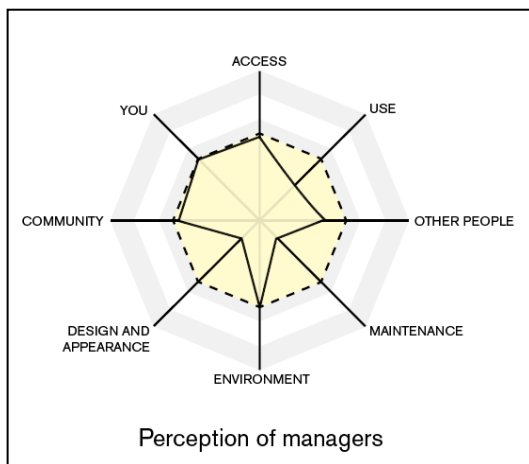 ACCESS
YOU
USE
COMMUNITY
OTHER PEOPLE
DESIGN AND
APPEARANCE
MAINTENANCE
ENVIRONMENT
Perception of managers